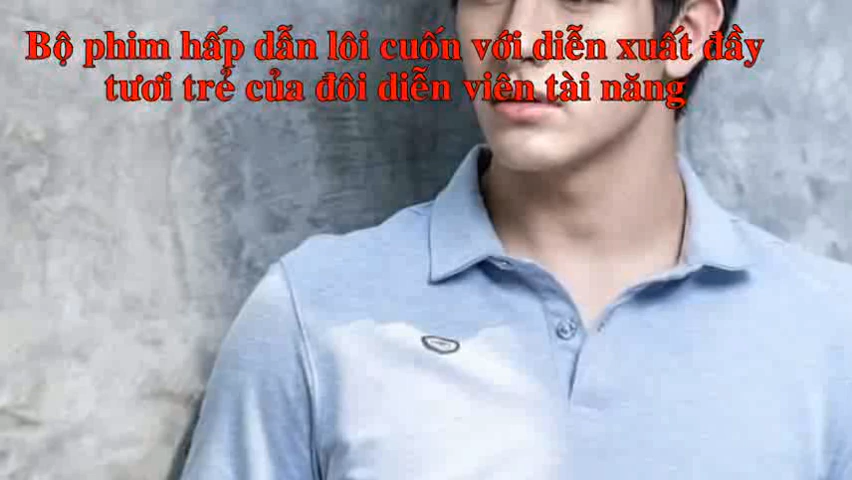 Bộ phim hấp dẫn lôi cuốn với diễn xuất đầy
tươi trẻ của đôi diễn viên tài năng